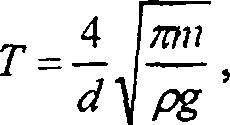 T = \frac{4}{d} \sqrt{\frac{\pi m}{\rho g}},